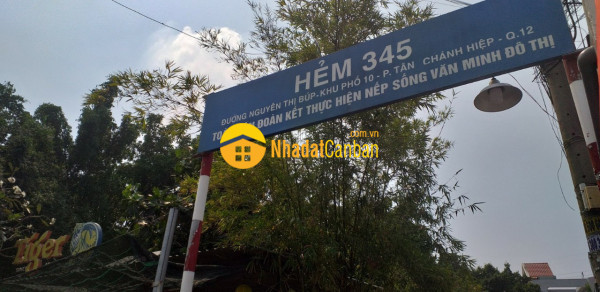 HẺM 345
ĐƯỜNG NGUYỄN THỊ BÚP-KHU PHỐ 10 - P.TÂN CHÁNH HIỆP - Q.12
TỔ ĐOÀN KẾT THỰC HIỆN NẾP SỐNG VĂN MINH ĐÔ THỊ
.com.vn
NhadatCanban
Tiger